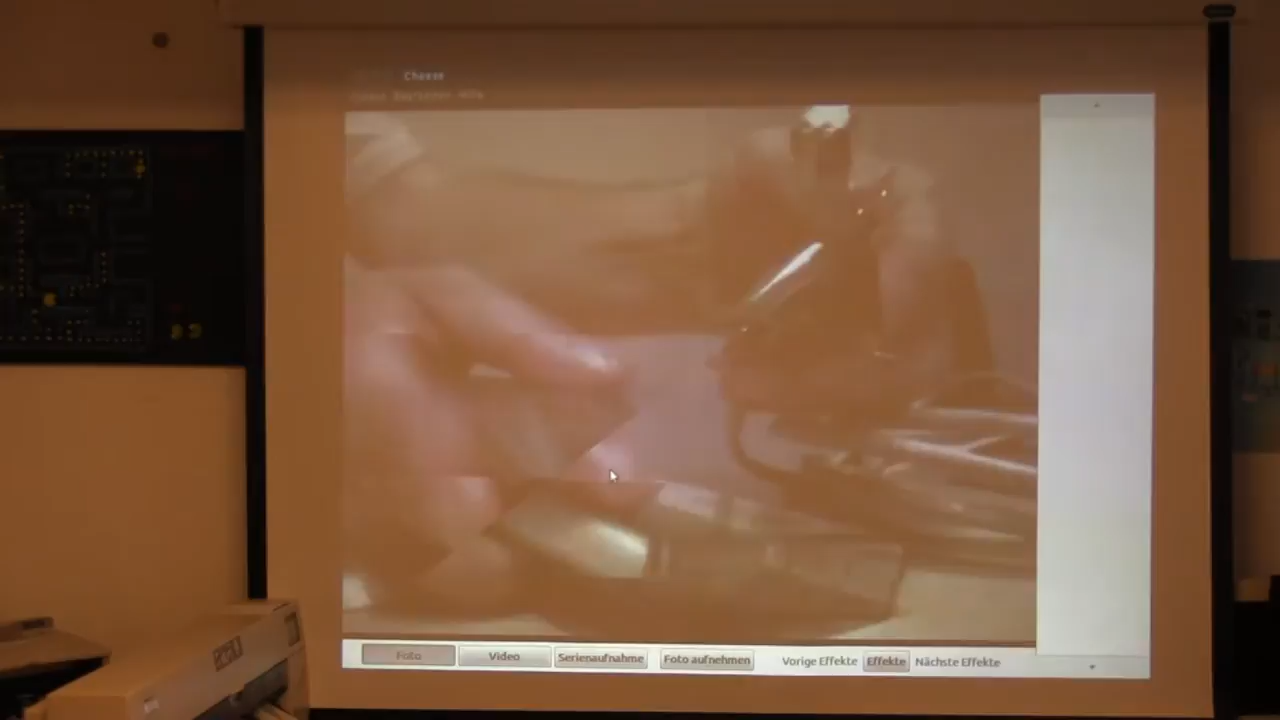 Cheese
Foto
Video
Serienaufnahme
Foto aufnehmen
Vorige Effekte
Effekte
Nächste Effekte